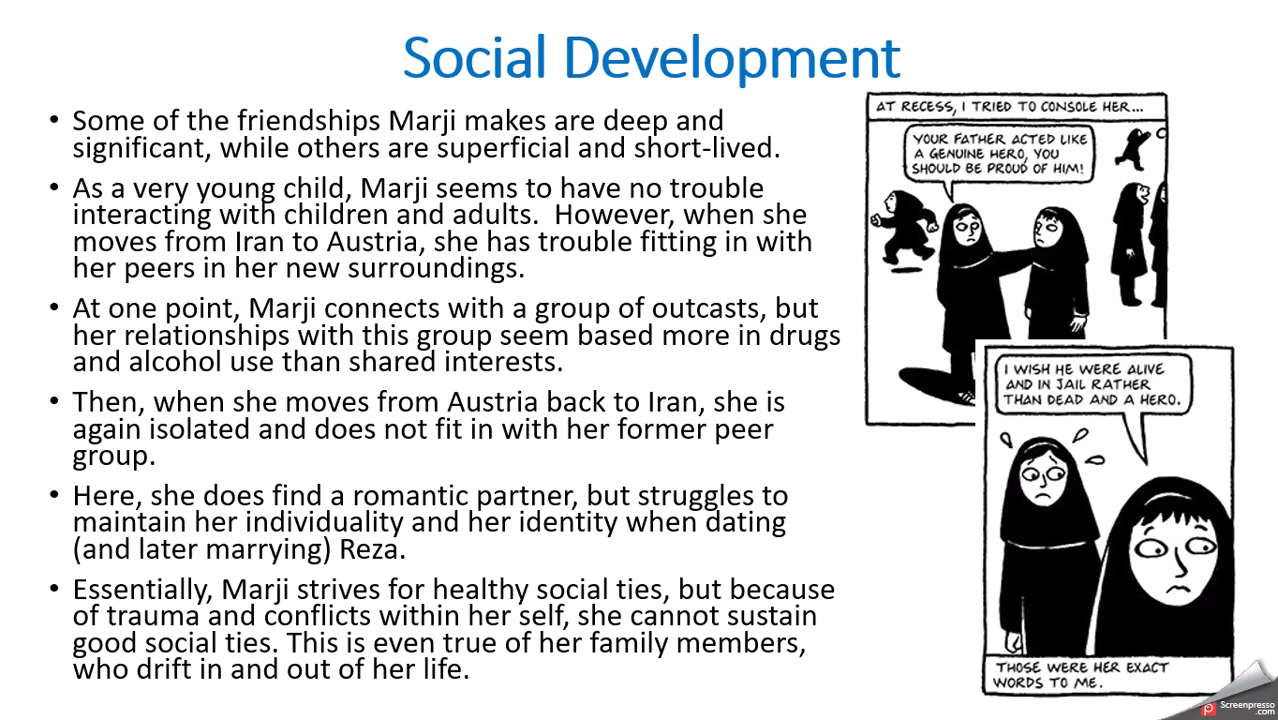 Social Development
• Some of the friendships Marji makes are deep and
significant, while others are superficial and short-lived.
• As a very young child, Marji seems to have no trouble
interacting with children and adults.  However, when she
moves from Iran to Austria, she has trouble fitting in with
her peers in her new surroundings.
• At one point, Marji connects with a group of outcasts, but
her relationships with this group seem based more in drugs
and alcohol use than shared interests.
• Then, when she moves from Austria back to Iran, she is
again isolated and does not fit in with her former peer
group.
• Here, she does find a romantic partner, but struggles to
maintain her individuality and her identity when dating
(and later marrying) Reza.
• Essentially, Marji strives for healthy social ties, but because
of trauma and conflicts within her self, she cannot sustain
good social ties. This is even true of her family members,
who drift in and out of her life.
AT RECESS, I TRIED TO CONSOLE HER...
YOUR FATHER ACTED LIKE
A GENUINE HERO, YOU
SHOULD BE PROUD OF HIM!
I WISH HE WERE ALIVE
AND IN JAIL RATHER
THAN DEAD AND A HERO.
THOSE WERE HER EXACT
WORDS TO ME.
Screenpresso
.com